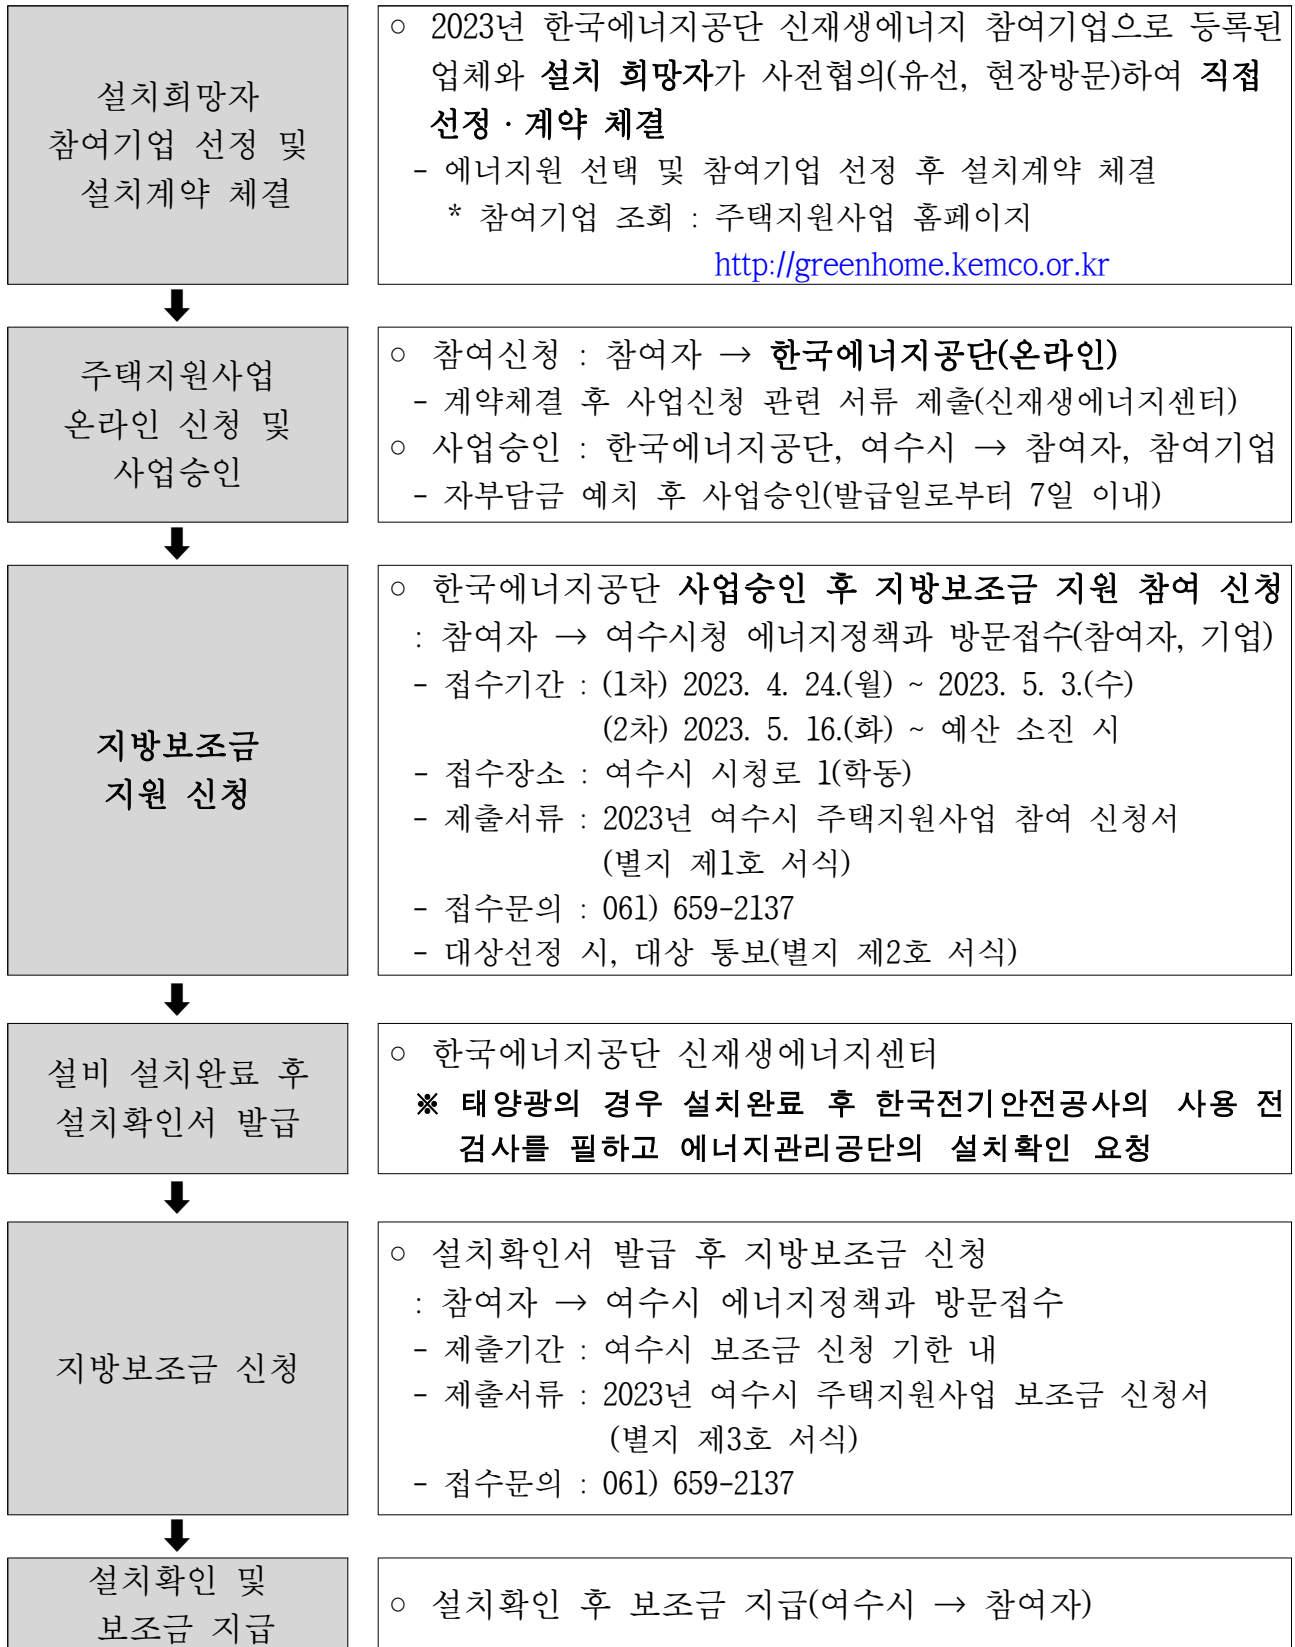 설치희망자
참여기업 선정 및
설치계약 체결
○ 2023년 한국에너지공단 신재생에너지 참여기업으로 등록된
업체와 설치 희망자가 사전협의(유선, 현장방문)하여 직접
선정·계약 체결
- 에너지원 선택 및 참여기업 선정 후 설치계약 체결
* 참여기업 조회 : 주택지원사업 홈페이지
http://greenhome.kemco.or.kr
주택지원사업
온라인 신청 및
사업승인
○ 참여신청 : 참여자 → 한국에너지공단(온라인)
- 계약체결 후 사업신청 관련 서류 제출(신재생에너지센터)
○ 사업승인 : 한국에너지공단, 여수시 → 참여자, 참여기업
- 자부담금 예치 후 사업승인(발급일로부터 7일 이내)
지방보조금
지원 신청
○ 한국에너지공단 사업승인 후 지방보조금 지원 참여 신청
: 참여자 → 여수시청 에너지정책과 방문접수(참여자, 기업)
- 접수기간 : (1차) 2023. 4. 24.(월) ~ 2023. 5. 3.(수)
(2차) 2023. 5. 16.(화) ~ 예산 소진 시
- 접수장소 : 여수시 시청로 1(학동)
- 제출서류 : 2023년 여수시 주택지원사업 참여 신청서
(별지 제1호 서식)
- 접수문의 : 061) 659-2137
- 대상선정 시, 대상 통보(별지 제2호 서식)
설비 설치완료 후
설치확인서 발급
○ 한국에너지공단 신재생에너지센터
※ 태양광의 경우 설치완료 후 한국전기안전공사의 사용 전
검사를 필하고 에너지관리공단의 설치확인 요청
지방보조금 신청
○ 설치확인서 발급 후 지방보조금 신청
: 참여자 → 여수시 에너지정책과 방문접수
- 제출기간 : 여수시 보조금 신청 기한 내
- 제출서류 : 2023년 여수시 주택지원사업 보조금 신청서
(별지 제3호 서식)
- 접수문의 : 061) 659-2137
설치확인 및
보조금 지급
○ 설치확인 후 보조금 지급(여수시 → 참여자)